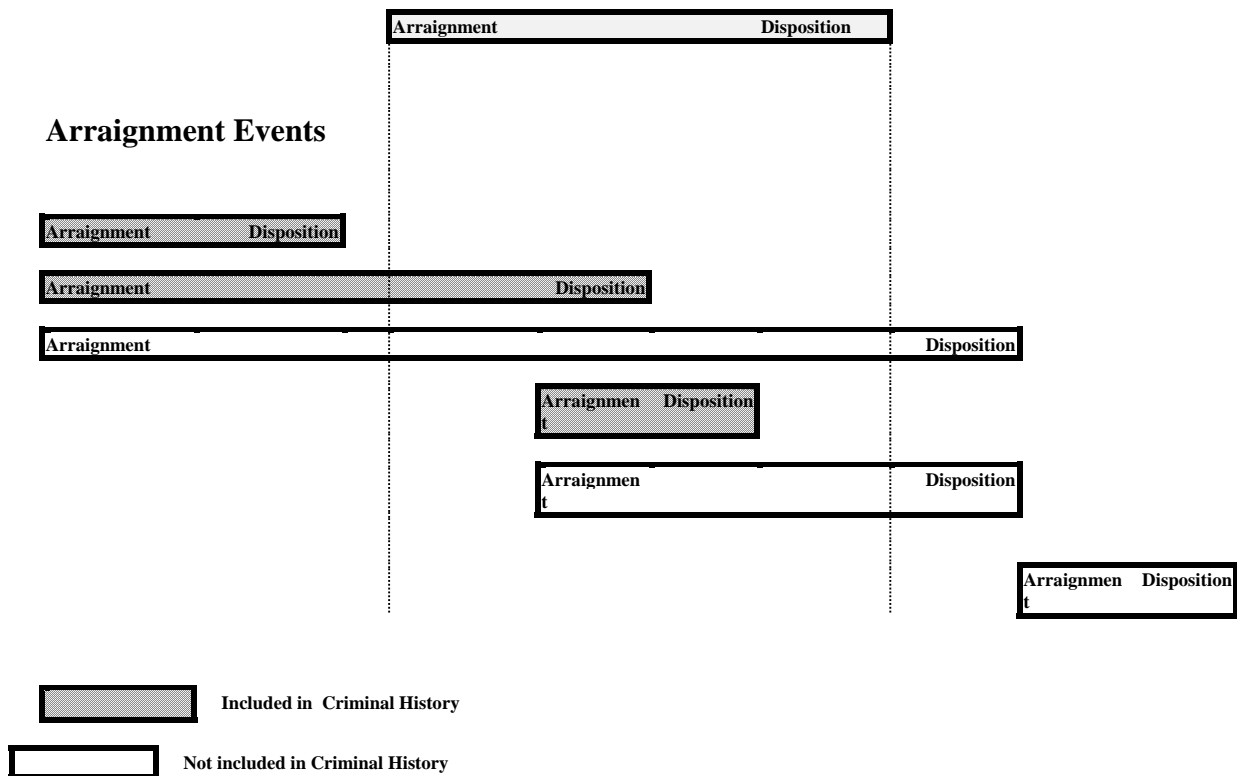 Arraignment Disposition
Arraignment Events
Arraignment Disposition
Arraignment Disposition
Arraignment Disposition
Arraignmen Disposition
t
Arraignmen Disposition
t
Arraignmen Disposition
t
Included in Criminal History
Not included in Criminal History